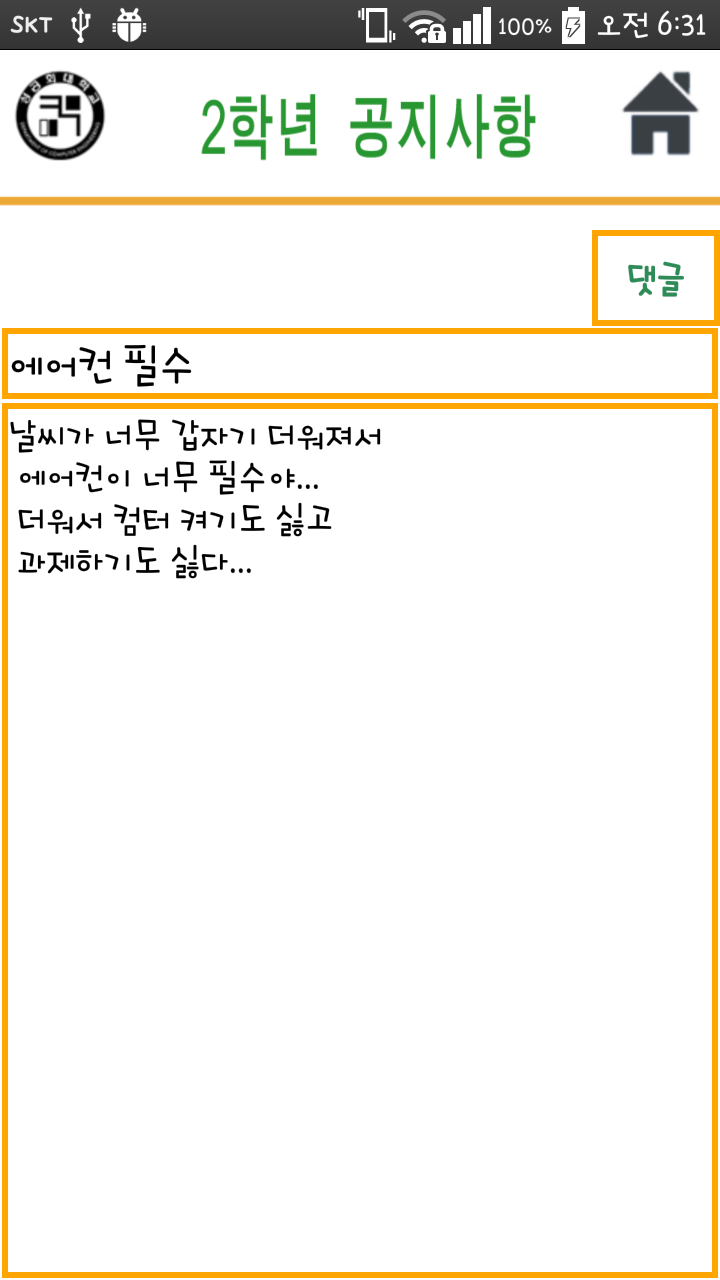 SKT 100% 오전 6:31
2학년 공지사항
댓글
에어컨 필수
날씨가 너무 갑자기 더워져서
에어컨이 너무 필수야...
더워서 컴터 켜기도 싫고
과제하기도 싫다...